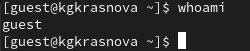 [guest@kgkrasnova ~]$ whoami
guest
[guest@kgkrasnova ~]$